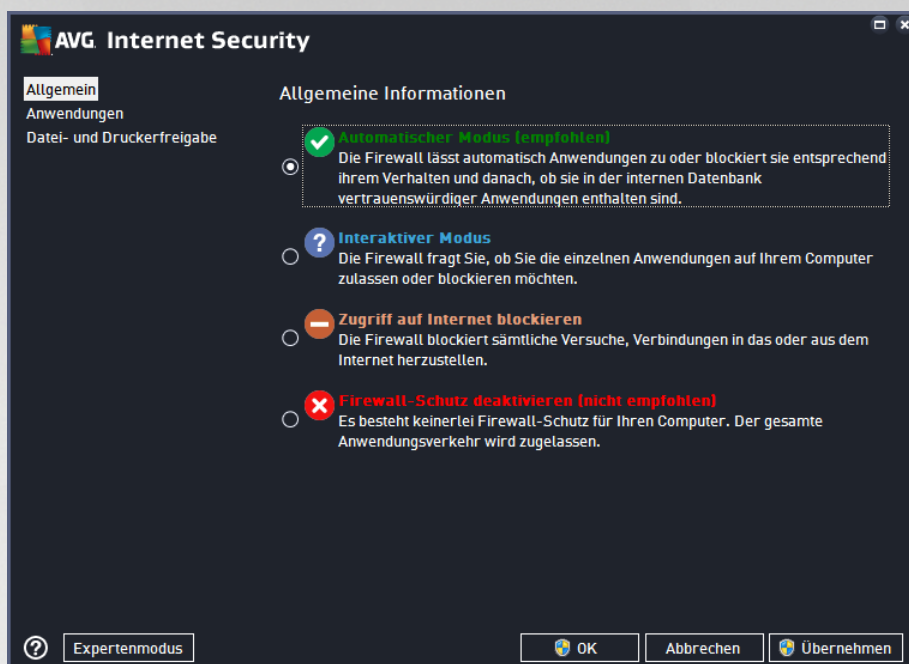 AVG. Internet Security
Allgemein
Anwendungen
Datei- und Druckerfreigabe
Allgemeine Informationen
Automatischer Modus (empfohlen)
Die Firewall lässt automatisch Anwendungen zu oder blockiert sie entsprechend
ihrem Verhalten und danach, ob sie in der internen Datenbank
vertrauenswürdiger Anwendungen enthalten sind.
Interaktiver Modus
Die Firewall fragt Sie, ob Sie die einzelnen Anwendungen auf Ihrem Computer
zulassen oder blockieren möchten.
Zugriff auf Internet blockieren
Die Firewall blockiert sämtliche Versuche, Verbindungen in das oder aus dem
Internet herzustellen.
Firewall-Schutz deaktivieren (nicht empfohlen)
Es besteht keinerlei Firewall-Schutz für Ihren Computer. Der gesamte
Anwendungsverkehr wird zugelassen.
Expertenmodus
OK
Abbrechen
Übernehmen